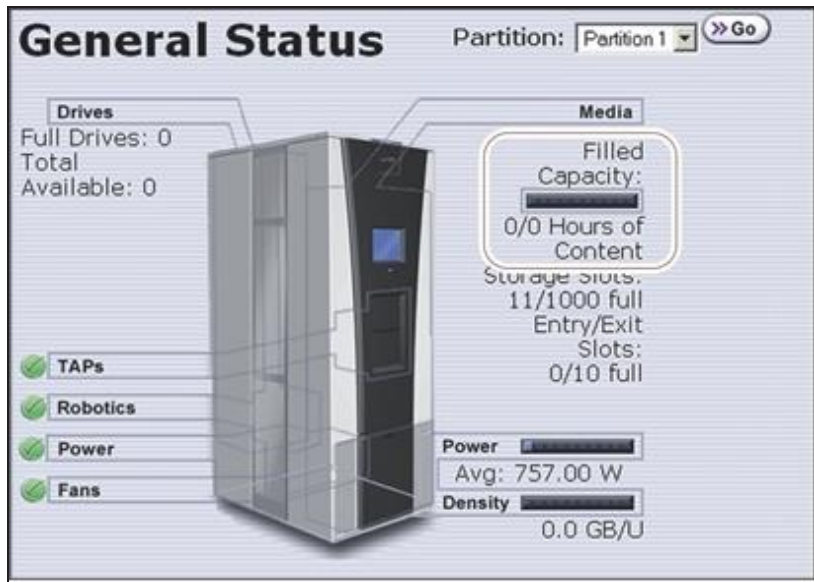 General Status
Partition: Partition 1 Go
Drives
Full Drives: 0
Total
Available: 0
Media
Filled
Capacity:
0/0 Hours of
Content
Storage Slots:
11/1000 full
Entry/Exit
Slots:
0/10 full
TAPs
Robotics
Power
Fans
Power
Avg: 757.00 W
Density
0.0 GB/U